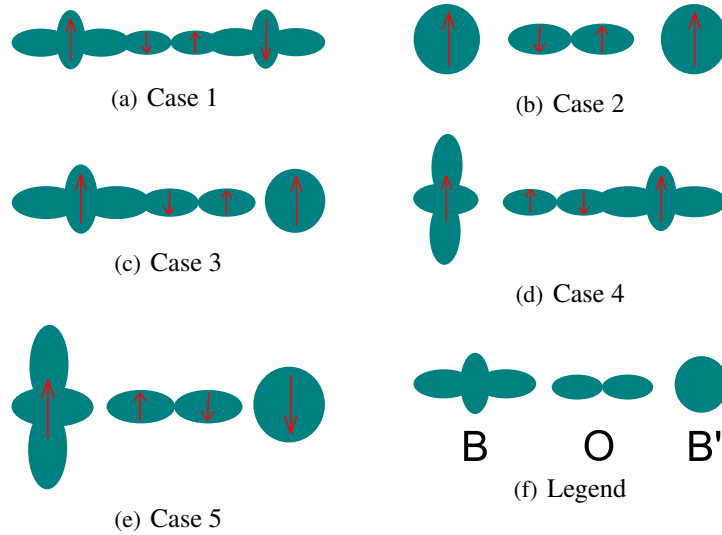 (a) Case 1
(b) Case 2
(c) Case 3
(d) Case 4
(e) Case 5
B O B'
(f) Legend